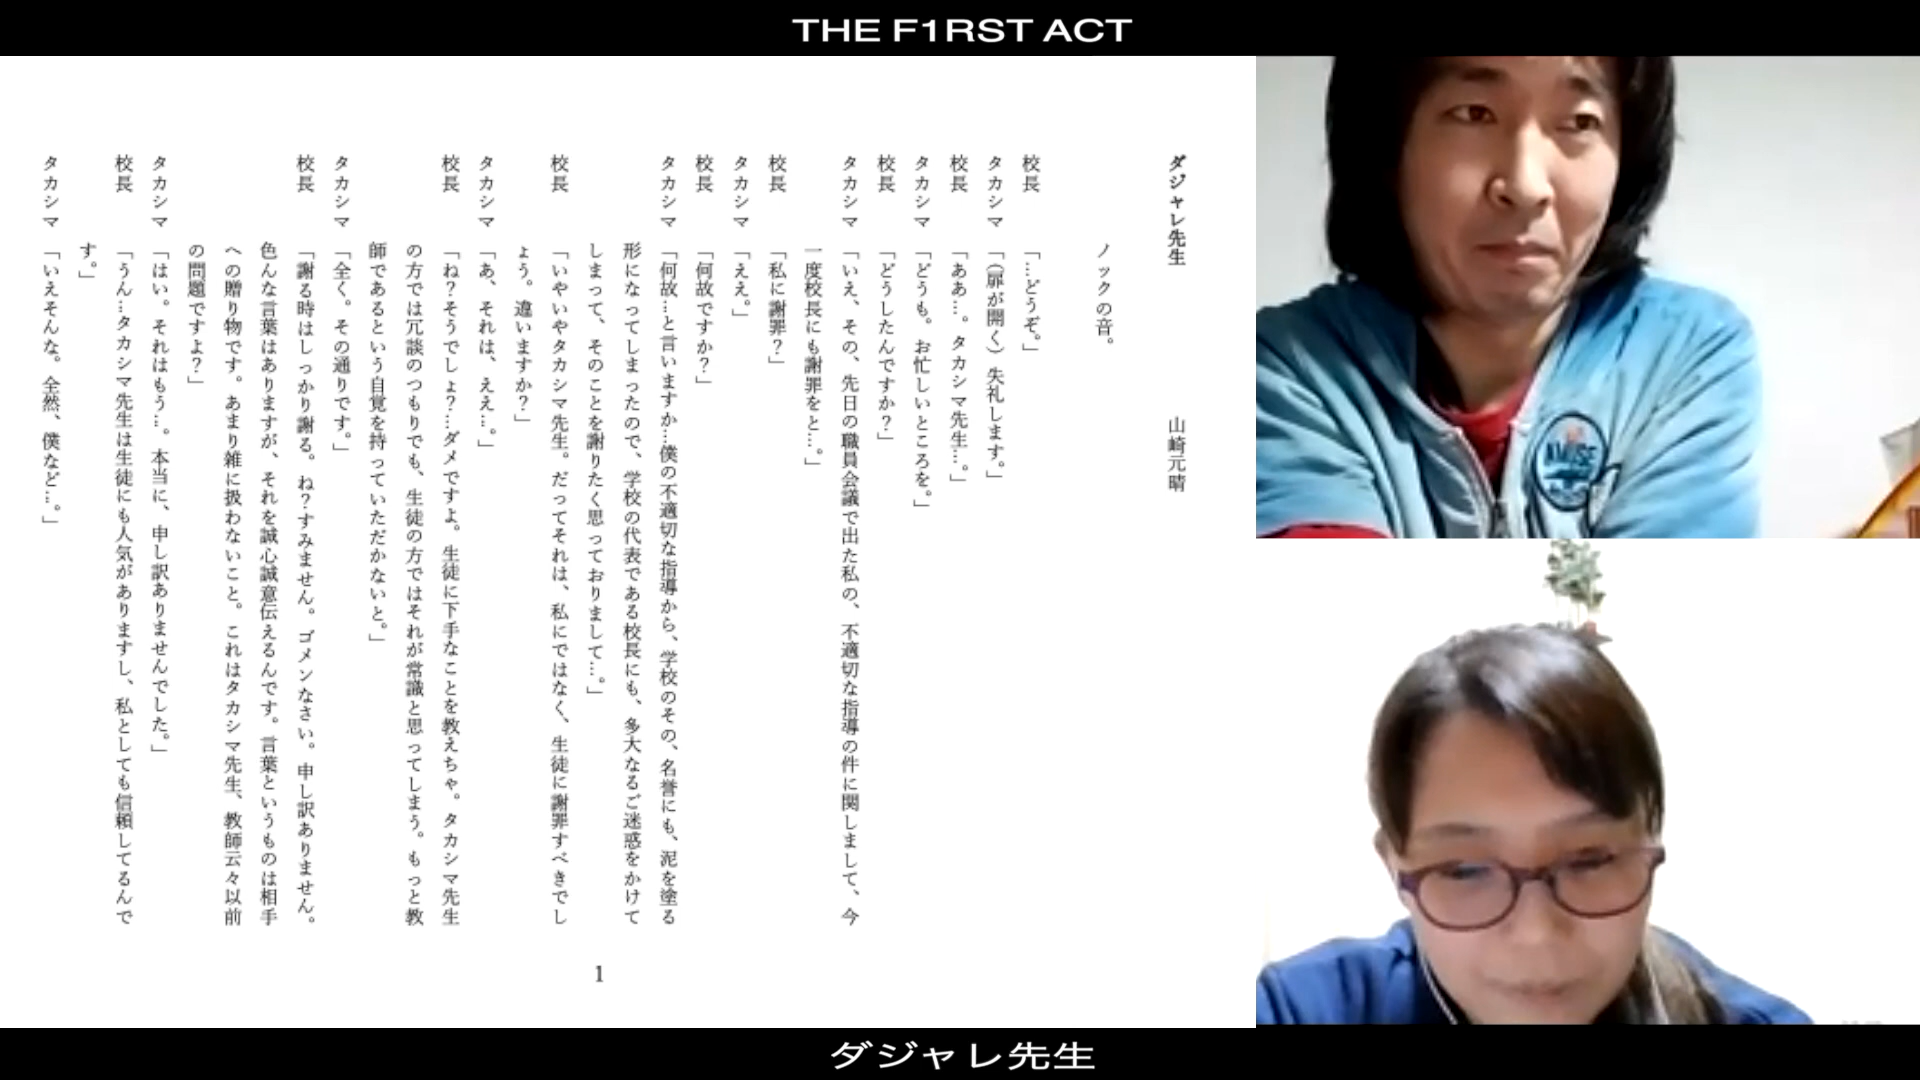 THE F1RST ACT
ダジャレ先生　山崎元晴
ノックの音。
校長「…どうぞ。」
タカシマ「（扉が開く）失礼します。」
校長「ああ…。タカシマ先生…。」
タカシマ「どうも。お忙しいところを。」
校長「どうしたんですか？」
タカシマ「いえ、その、先日の職員会議で出た私の、不適切な指導の件に関しまして、今
一度校長にも謝罪をと…。」
校長「私に謝罪？」
タカシマ「ええ。」
校長「何故ですか？」
タカシマ「何故…と言いますか…僕の不適切な指導から、学校のその、名誉にも、泥を塗る
形になってしまったので、学校の代表である校長にも、多大なるご迷惑をかけて
しまって、そのことを謝りたく思っておりまして…。」
校長「いやいやタカシマ先生。だってそれは、私にではなく、生徒に謝罪すべきでし
ょう。違いますか？」
タカシマ「あ、それは、ええ…。」
校長「ね？そうでしょ？…ダメですよ。生徒に下手なことを教えちゃ。タカシマ先生
の方では冗談のつもりでも、生徒の方ではそれが常識と思ってしまう。もっと教
師であるという自覚を持っていただかないと。」
タカシマ「全く。その通りです。」
校長「謝る時はしっかり謝る。ね？すみません。ゴメンなさい。申し訳ありません。
色んな言葉はありますが、それを誠心誠意伝えるんです。言葉というものは相手
への贈り物です。あまり雑に扱わないこと。これはタカシマ先生、教師云々以前
の問題ですよ？」
タカシマ「はい。それはもう…。本当に、申し訳ありませんでした。」
校長「うん…タカシマ先生は生徒にも人気がありますし、私としても信頼してるんで
す。」
タカシマ「いえそんな。全然、僕など…。」
1
ダジャレ先生